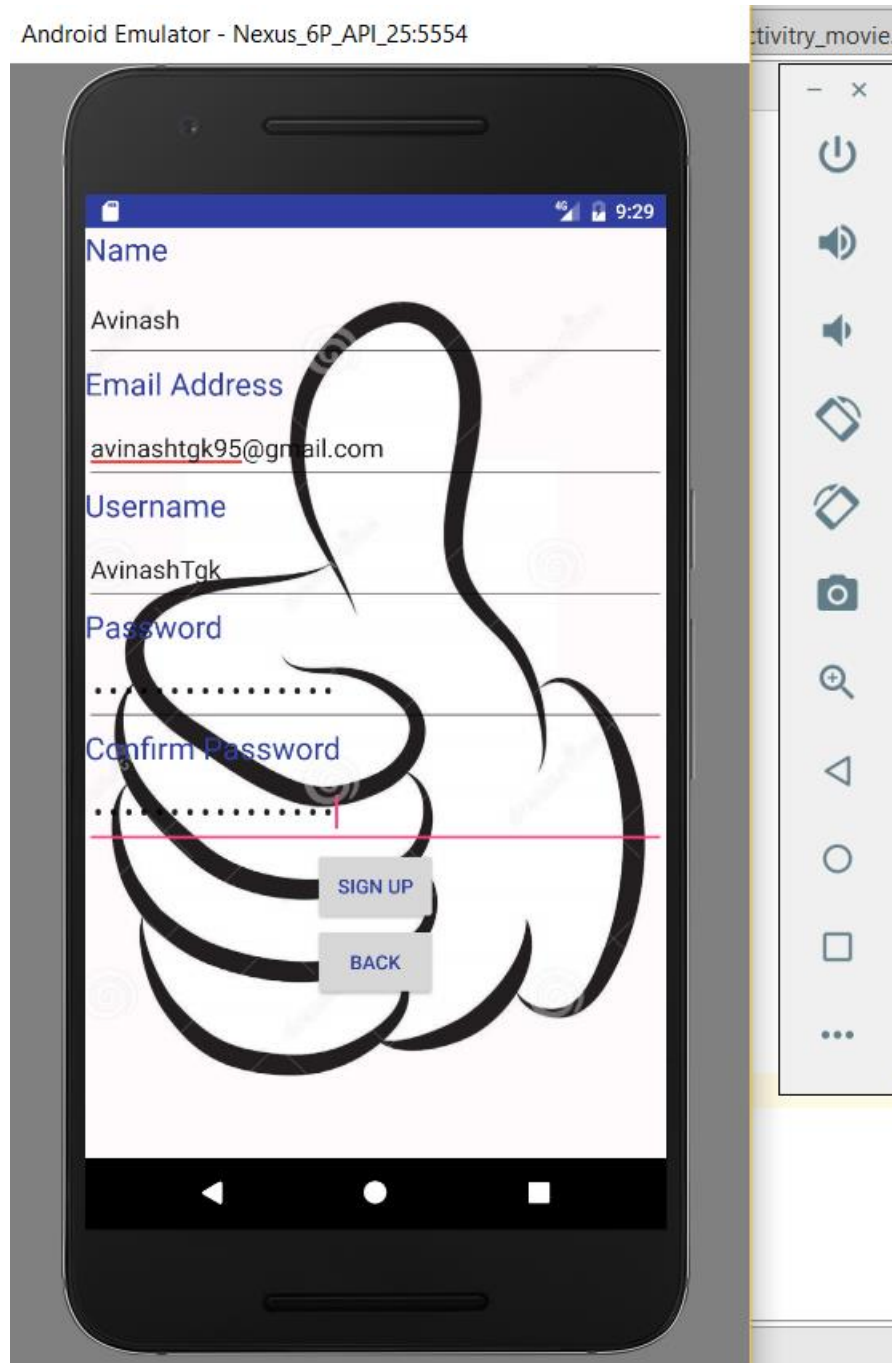 Android Emulator - Nexus_6P_API_25:5554
ctivitry_movie
4G 9:29
Name
Avinash
Email Address
avinashtgk95@gmail.com
Username
AvinashTgk
Password
Confirm Password
SIGN UP
BACK